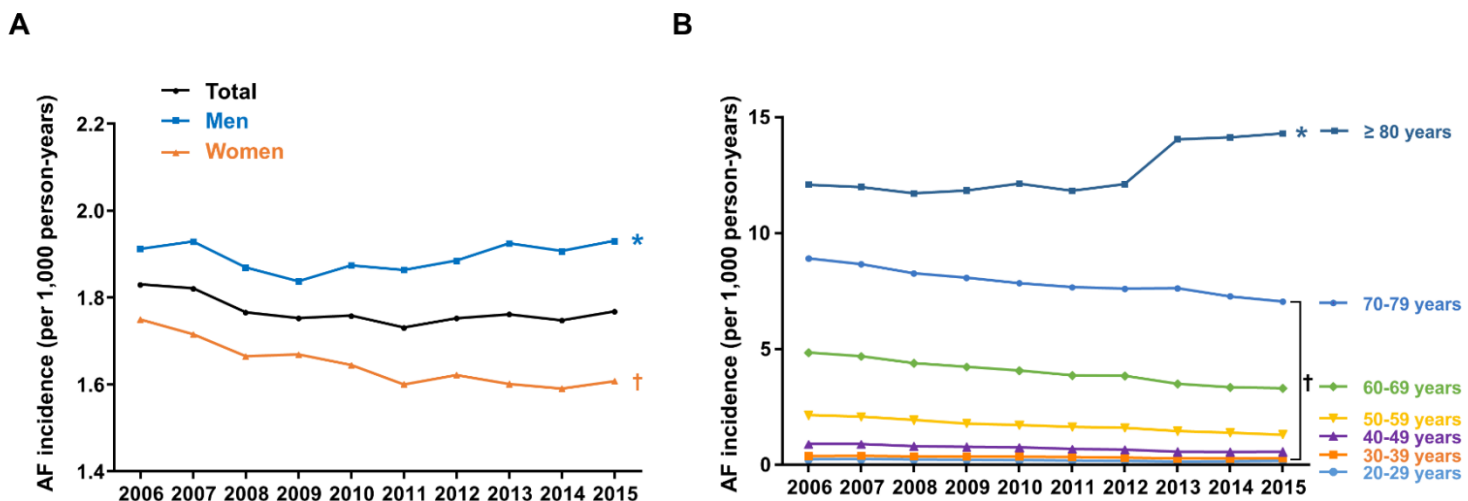 A
AF incidence (per 1,000 person-years)
Total
Men
Women
2.2
2.0
1.8
1.6
1.4
*
†
2006 2007 2008 2009 2010 2011 2012 2013 2014 2015
B
AF incidence (per 1,000 person-years)
15
10
5
0
*
†
≥ 80 years
70-79 years
60-69 years
50-59 years
40-49 years
30-39 years
20-29 years
2006 2007 2008 2009 2010 2011 2012 2013 2014 2015